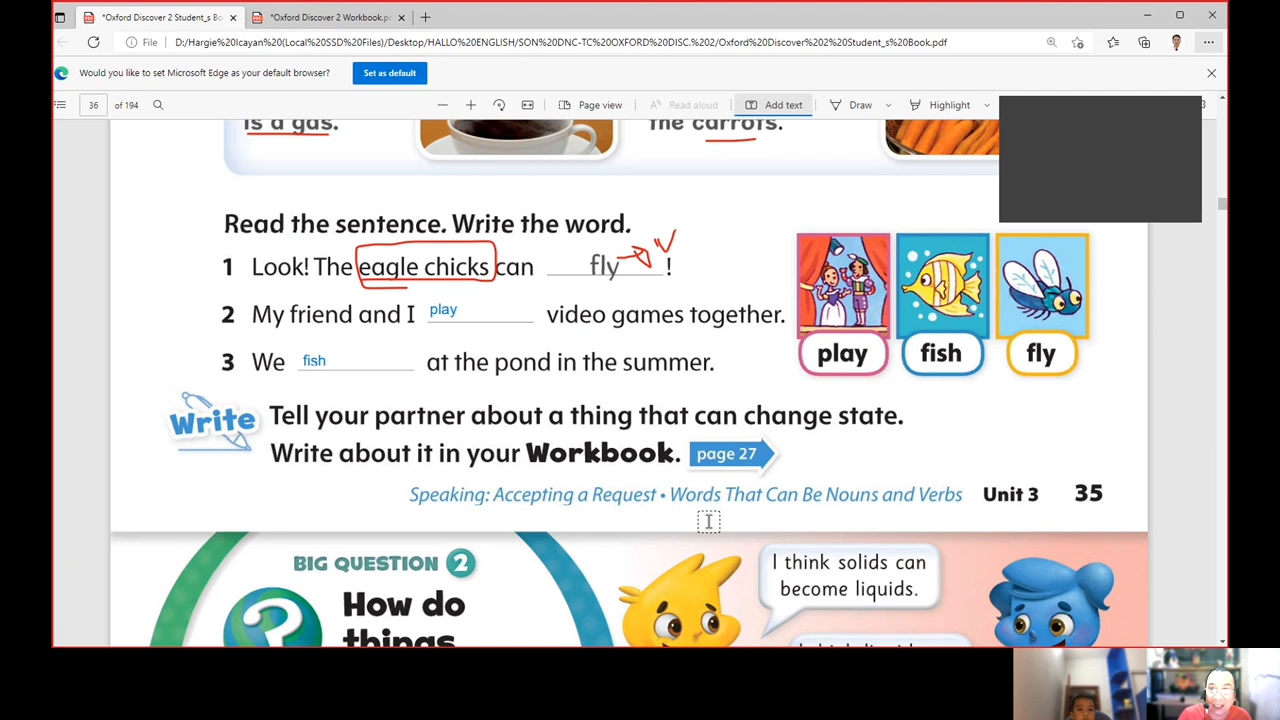 *Oxford Discover 2 Student_s Bo
*Oxford Discover 2 Workbook.p
File
D:/Hargie%20Icayan%20(Local%20SSD%20Files)/Desktop/HALLO%20ENGLISH/SON%20DNC-TC%20OXFORD%20DISC.%202/Oxford%20Discover%202%20Student_s%20Book.pdf
Would you like to set Microsoft Edge as your default browser?
Set as default
36
of 194
Page view
Read aloud
Add text
Draw
Highlight
3
is a gas.
the carrots.
Read the sentence. Write the word.
1 Look! The eagle chicks can fly V !
2 My friend and I play video games together.
3 We fish at the pond in the summer.
play
fish
fly
Write
Tell your partner about a thing that can change state.
Write about it in your Workbook. page 27
Speaking: Accepting a Request • Words That Can Be Nouns and Verbs Unit 3 35
BIG QUESTION 2
How do
things
I think solids can
become liquids.